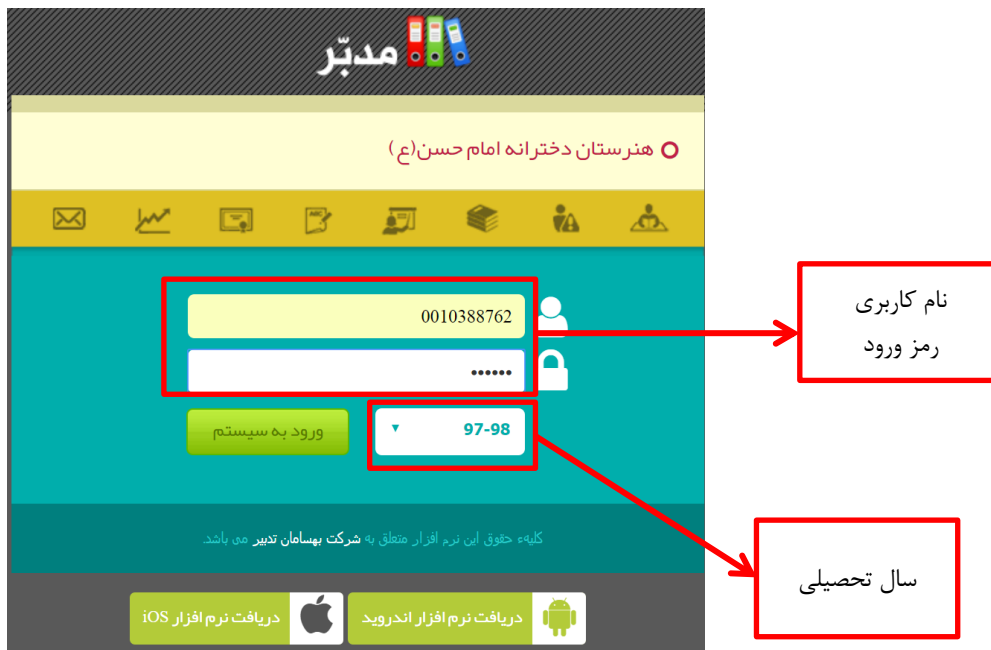 مدبّر
هنرستان دخترانه امام حسن(ع)
ABC
0010388762
••••••
97-98
ورود به سیستم
نام کاربری
رمز ورود
سال تحصیلی
کلیهء حقوق این نرم افزار متعلق به شرکت بهسامان تدبیر می باشد.
دریافت نرم افزار اندروید
دریافت نرم افزار iOS